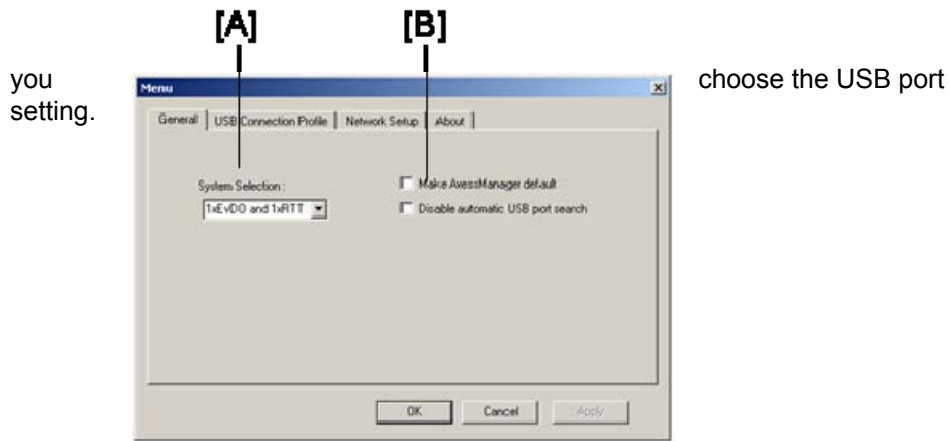 [A] [B]
you choose the USB port
setting.
Menu
General USB Connection Profile Network Setup About
System Selection : Make AxessManager default
1xEvDO and 1xRTT Disable automatic USB port search
OK Cancel Apply